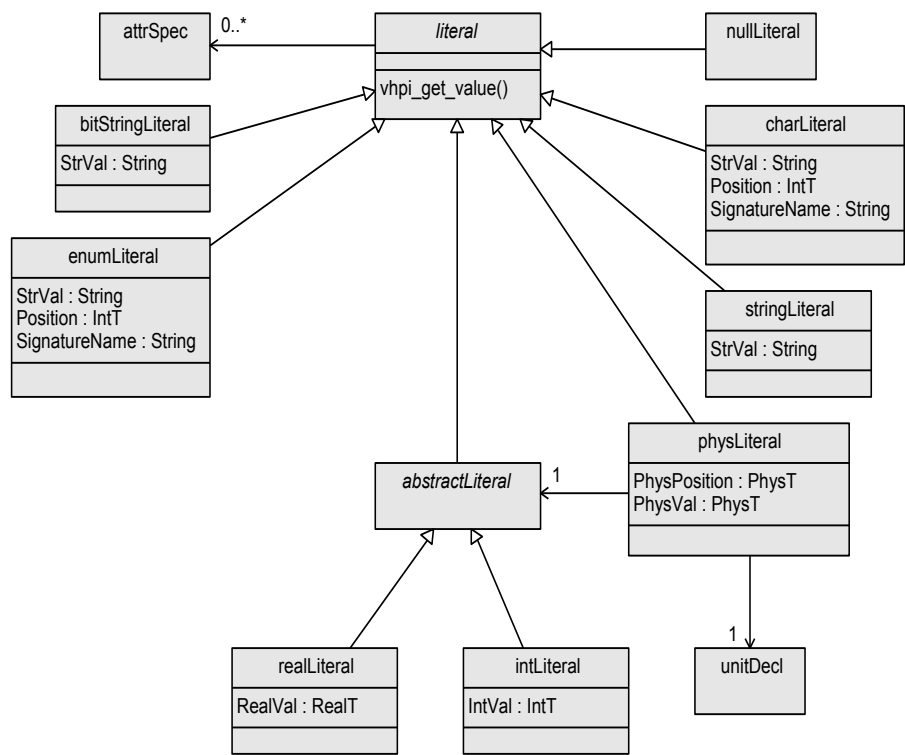 attrSpec
0..*
literal
vhpi_get_value()
nullLiteral
bitStringLiteral
StrVal : String
charLiteral
StrVal : String
Position : IntT
SignatureName : String
enumLiteral
StrVal : String
Position : IntT
SignatureName : String
stringLiteral
StrVal : String
physLiteral
PhysPosition : PhysT
PhysVal : PhysT
abstractLiteral
1
realLiteral
RealVal : RealT
intLiteral
IntVal : IntT
1
unitDecl